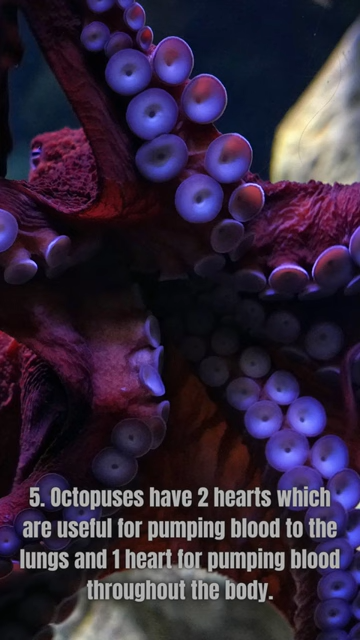 5. Octopuses have 2 hearts which
are useful for pumping blood to the
lungs and 1 heart for pumping blood
throughout the body.